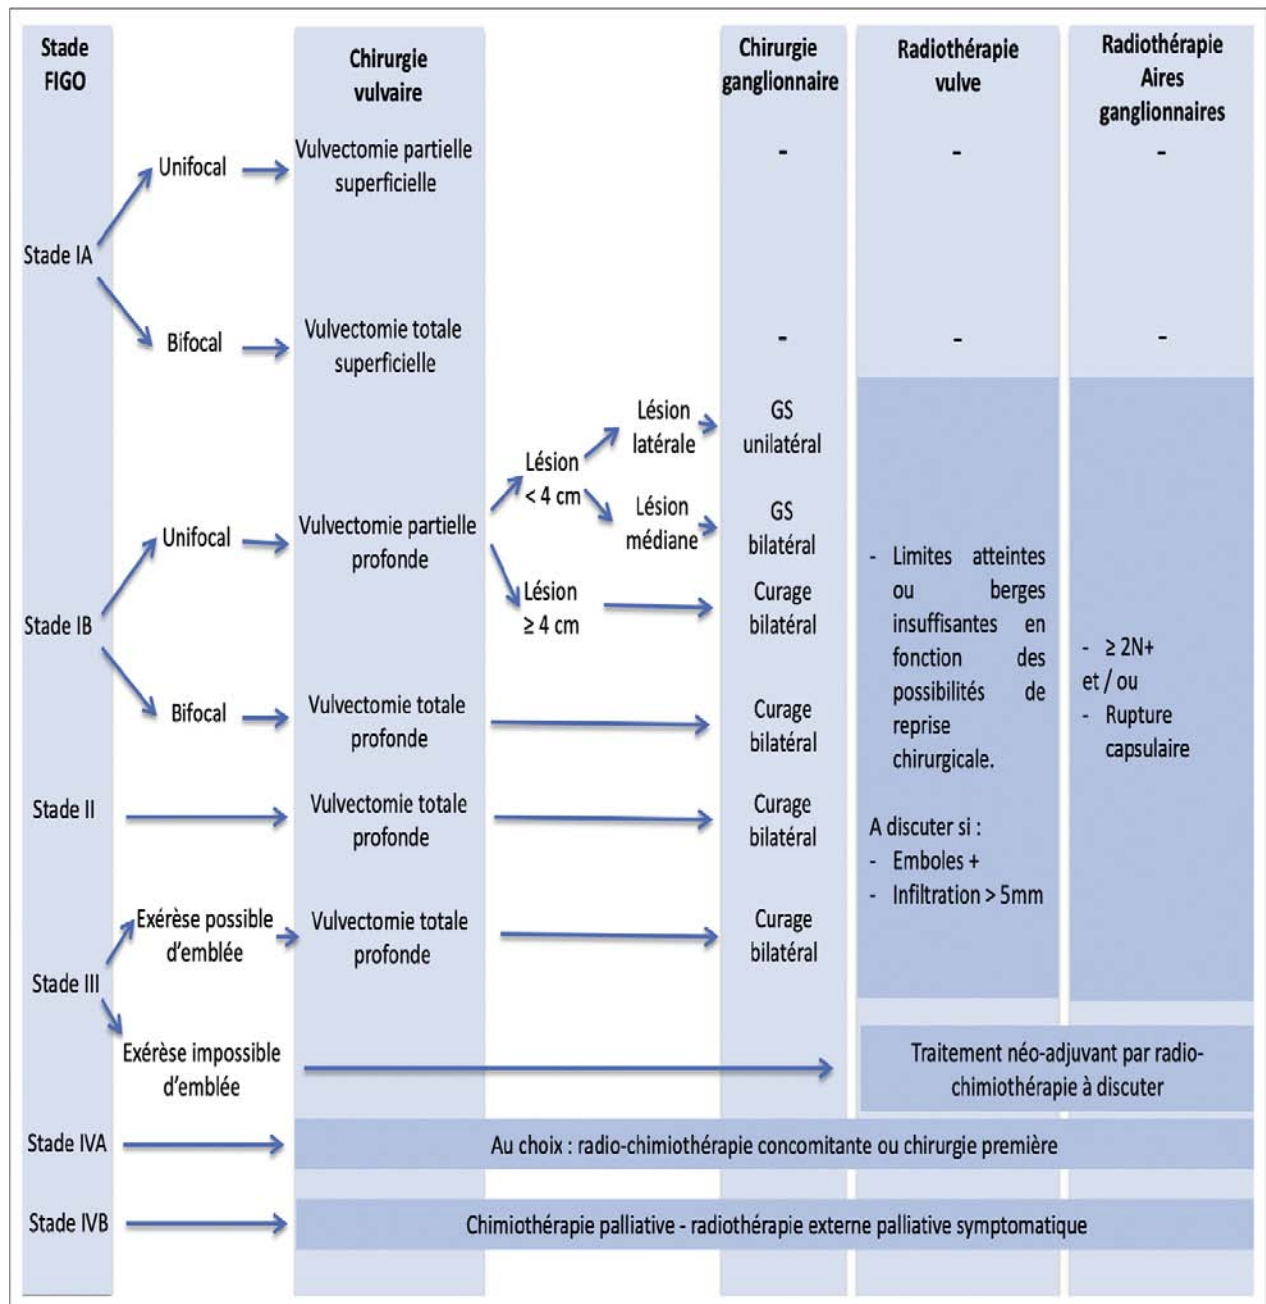 Stade
FIGO
Chirurgie
vulvaire
Chirurgie
ganglionnaire
Radiothérapie
vulve
Radiothérapie
Aires
ganglionnaires
Stade IA
Unifocal
Vulvectomie partielle
superficielle
-
-
-
Bifocal
Vulvectomie totale
superficielle
-
-
-
Stade IB
Unifocal
Vulvectomie partielle
profonde
Lésion
< 4 cm
Lésion
latérale
GS
unilatéral
Lésion
médiane
GS
bilatéral
Lésion
≥ 4 cm
Curage
bilatéral
Bifocal
Vulvectomie totale
profonde
Curage
bilatéral
Stade II
Vulvectomie totale
profonde
Curage
bilatéral
Stade III
Exérèse possible
d'emblée
Vulvectomie totale
profonde
Curage
bilatéral
- Limites atteintes
ou berges
insuffisantes en
fonction des
possibilités de
reprise
chirurgicale.
A discuter si :
- Emboles +
- Infiltration > 5mm
- ≥ 2N+
et / ou
- Rupture
capsulaire
Exérèse impossible
d'emblée
Traitement néo-adjuvant par radio-
chimiothérapie à discuter
Stade IVA
Au choix : radio-chimiothérapie concomitante ou chirurgie première
Stade IVB
Chimiothérapie palliative - radiothérapie externe palliative symptomatique